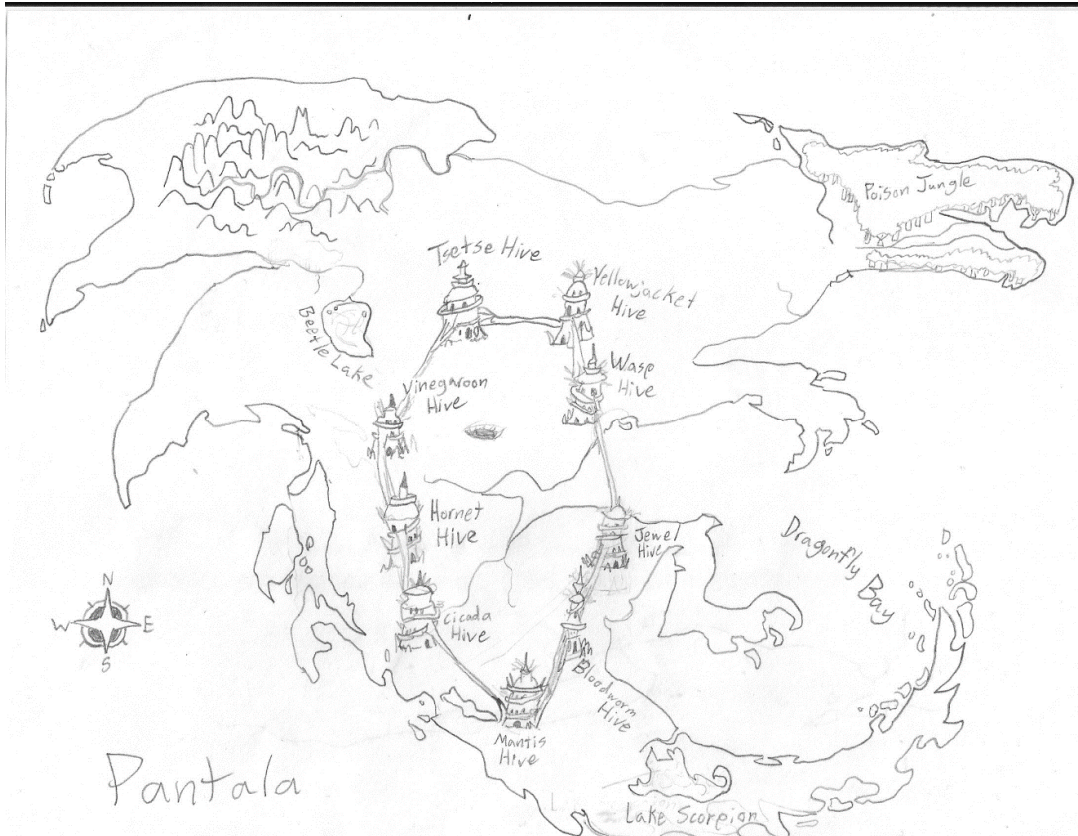 Poison Jungle
Tsetse Hive
Yellowjacket
Hive
Beetle Lake
Wasp
Hive
Vinegaroon
Hive
Hornet
Hive
Jewel
Hive
Dragonfly Bay
N
W E
S
Cicada
Hive
Bloodworm
Hive
Mantis
Hive
Pantala
Lake Scorpion